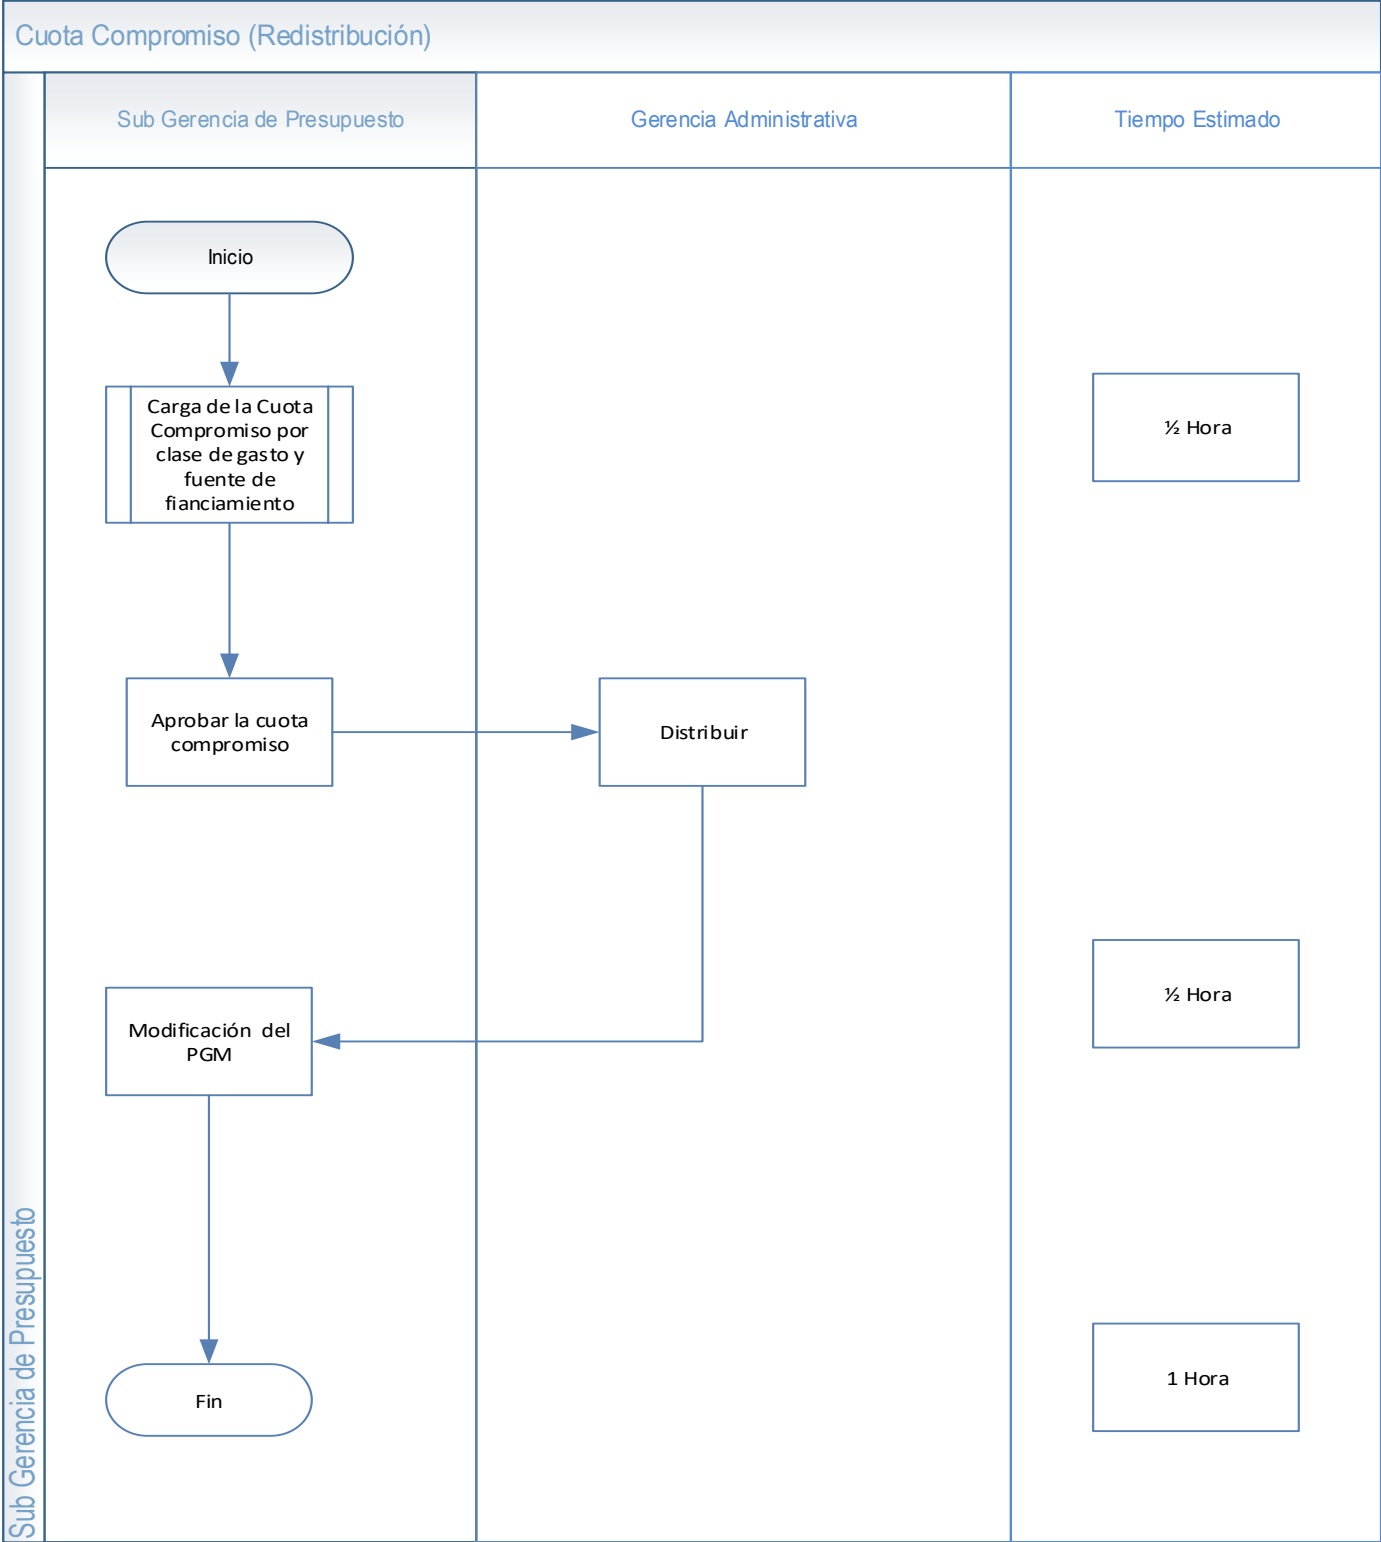 Cuota Compromiso (Redistribución)
Sub Gerencia de Presupuesto
Gerencia Administrativa
Tiempo Estimado
Sub Gerencia de Presupuesto
Inicio
Carga de la Cuota
Compromiso por
clase de gasto y
fuente de
fianciamiento
½ Hora
Aprobar la cuota
compromiso
Distribuir
Modificación del
PGM
½ Hora
Fin
1 Hora